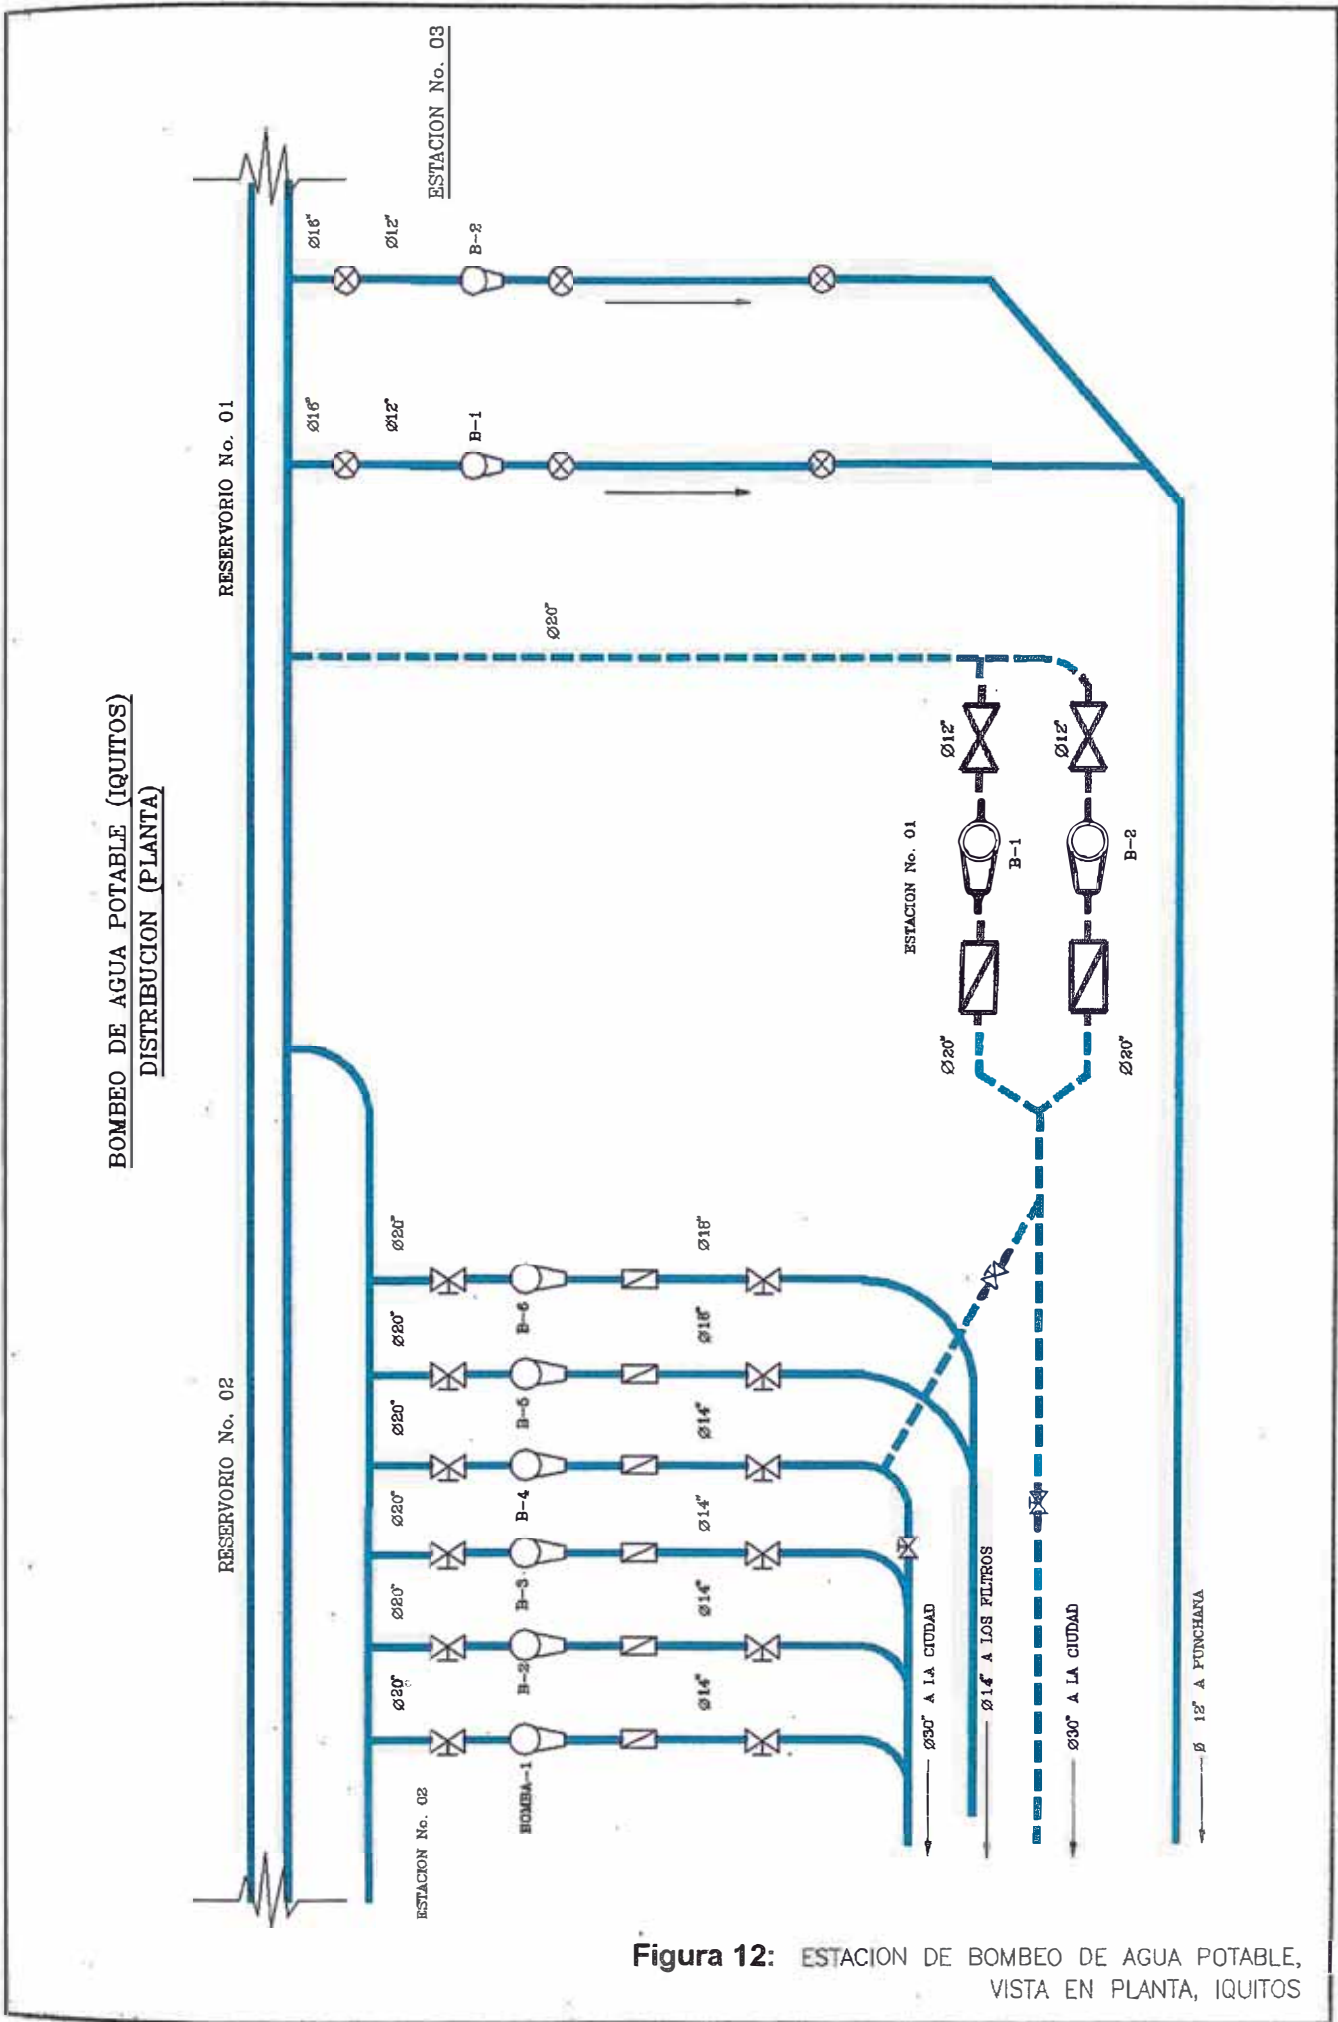 BOMBEO DE AGUA POTABLE (IQUITOS)
DISTRIBUCION (PLANTA)
RESERVORIO No. 02
RESERVORIO No. 01
ESTACION No. 03
Ø16"
Ø16"
Ø12"
Ø12"
B-1
B-2
Ø20"
Ø20"
Ø20"
Ø20"
Ø20"
Ø20"
Ø20"
ESTACION No. 02
BOMBA-1
B-2
B-3
B-4
B-5
B-6
Ø14"
Ø14"
Ø14"
Ø14"
Ø18"
Ø18"
ESTACION No. 01
Ø12"
Ø12"
B-1
B-2
Ø20"
Ø20"
Ø30" A LA CIUDAD
Ø14" A LOS FILTROS
Ø30" A LA CIUDAD
Ø 12" A PUNCHANA
Figura 12: ESTACION DE BOMBEO DE AGUA POTABLE,
VISTA EN PLANTA, IQUITOS